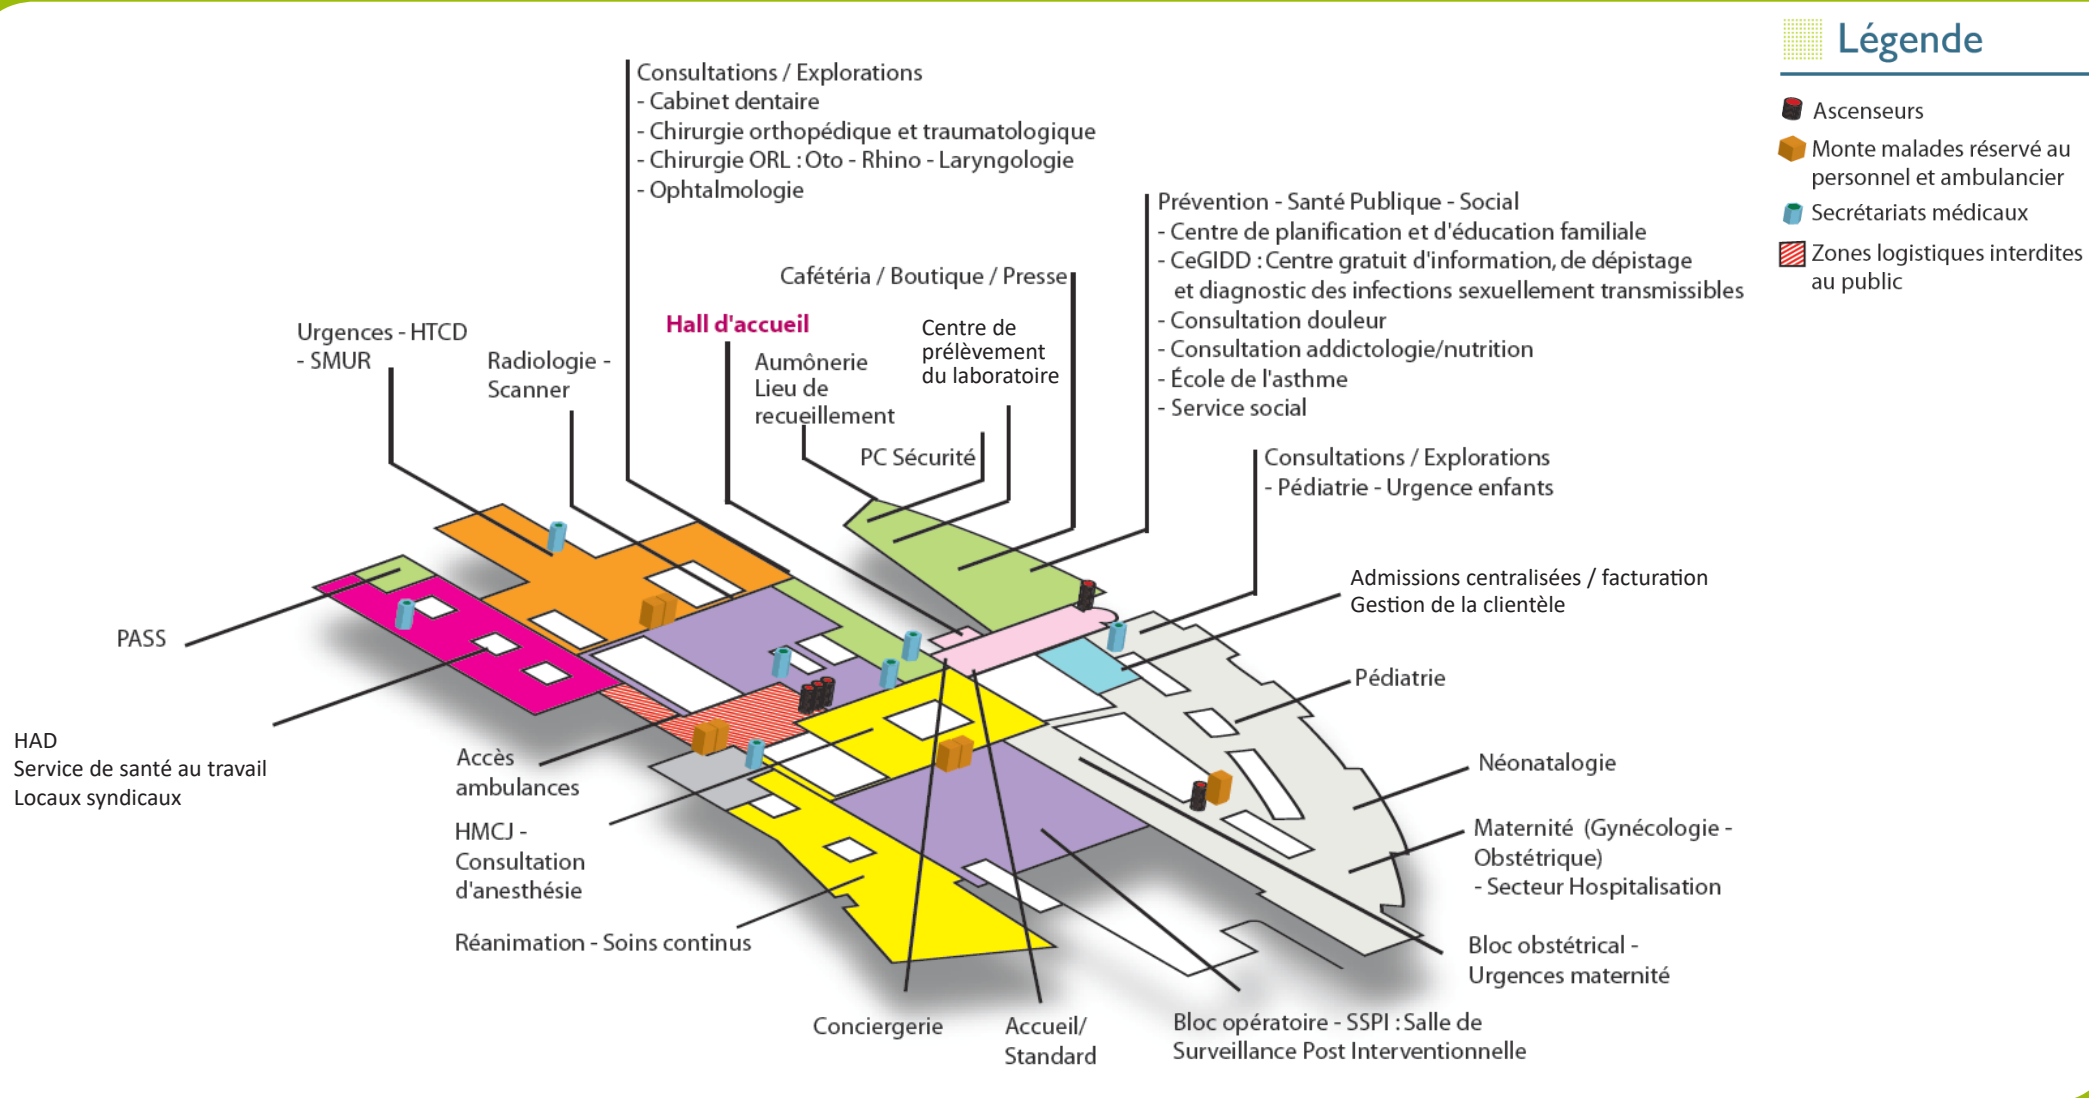 Légende
Ascenseurs
Monte malades réservé au
personnel et ambulancier
Secrétariats médicaux
Zones logistiques interdites
au public
Consultations / Explorations
- Cabinet dentaire
- Chirurgie orthopédique et traumatologique
- Chirurgie ORL : Oto - Rhino - Laryngologie
- Ophtalmologie
Prévention - Santé Publique - Social
- Centre de planification et d'éducation familiale
- CeGIDD : Centre gratuit d'information, de dépistage
et diagnostic des infections sexuellement transmissibles
- Consultation douleur
- Consultation addictologie/nutrition
- École de l'asthme
- Service social
Cafétéria / Boutique / Presse
Hall d'accueil
Centre de
prélèvement
du laboratoire
Urgences - HTCD
- SMUR
Radiologie -
Scanner
Aumônerie
Lieu de
recueillement
PC Sécurité
Consultations / Explorations
- Pédiatrie - Urgence enfants
Admissions centralisées / facturation
Gestion de la clientèle
PASS
Pédiatrie
HAD
Service de santé au travail
Locaux syndicaux
Accès
ambulances
Néonatalogie
HMCJ -
Consultation
d'anesthésie
Maternité (Gynécologie -
Obstétrique)
- Secteur Hospitalisation
Réanimation - Soins continus
Bloc obstétrical -
Urgences maternité
Conciergerie
Accueil/
Standard
Bloc opératoire - SSPI : Salle de
Surveillance Post Interventionnelle